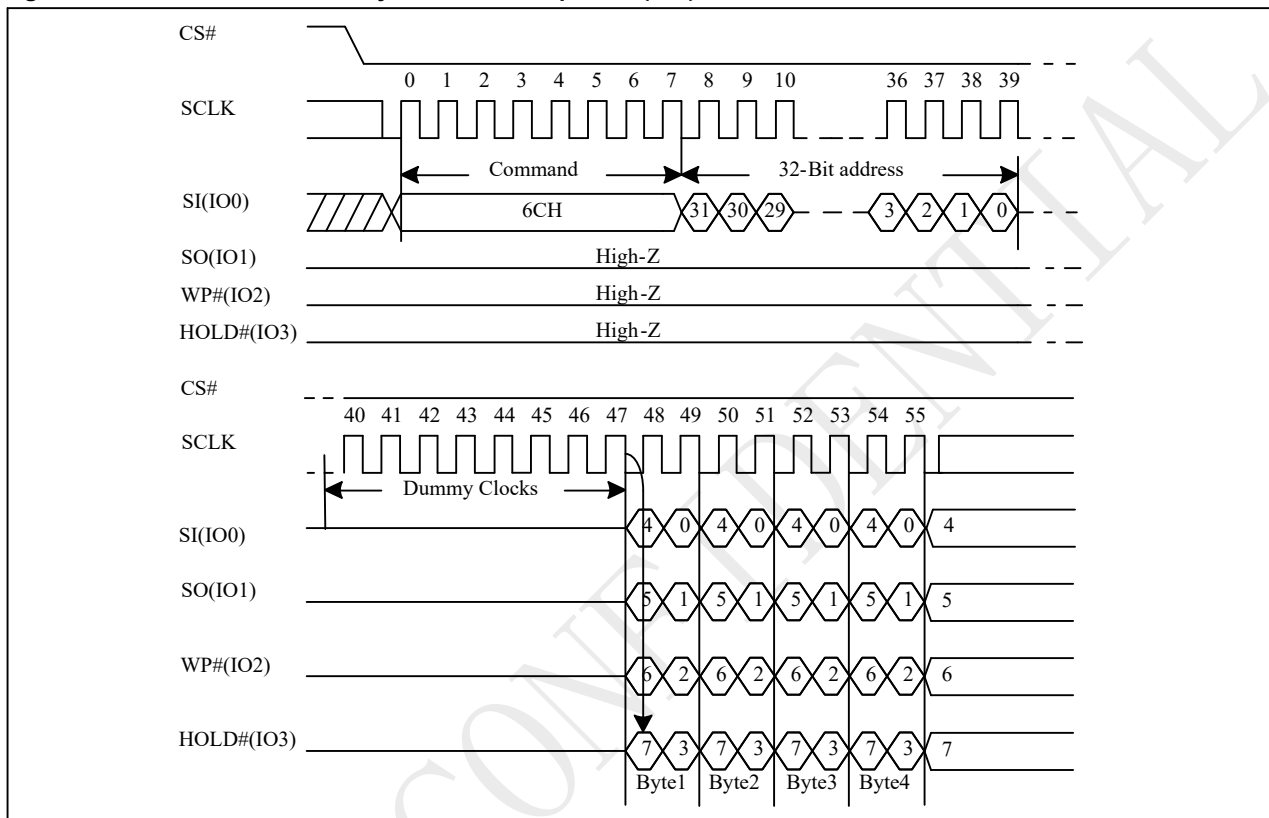 CS#
0 1 2 3 4 5 6 7 8 9 10 36 37 38 39
SCLK
Command 32-Bit address
SI(IO0) 6CH 31 30 29 3 2 1 0
SO(IO1) High-Z
WP#(IO2) High-Z
HOLD#(IO3) High-Z
CS#
40 41 42 43 44 45 46 47 48 49 50 51 52 53 54 55
SCLK
Dummy Clocks
SI(IO0) 4 0 4 0 4 0 4 0 4
SO(IO1) 5 1 5 1 5 1 5 1 5
WP#(IO2) 6 2 6 2 6 2 6 2 6
HOLD#(IO3) 7 3 7 3 7 3 7 3 7
Byte1 Byte2 Byte3 Byte4
CONFIDENTIAL